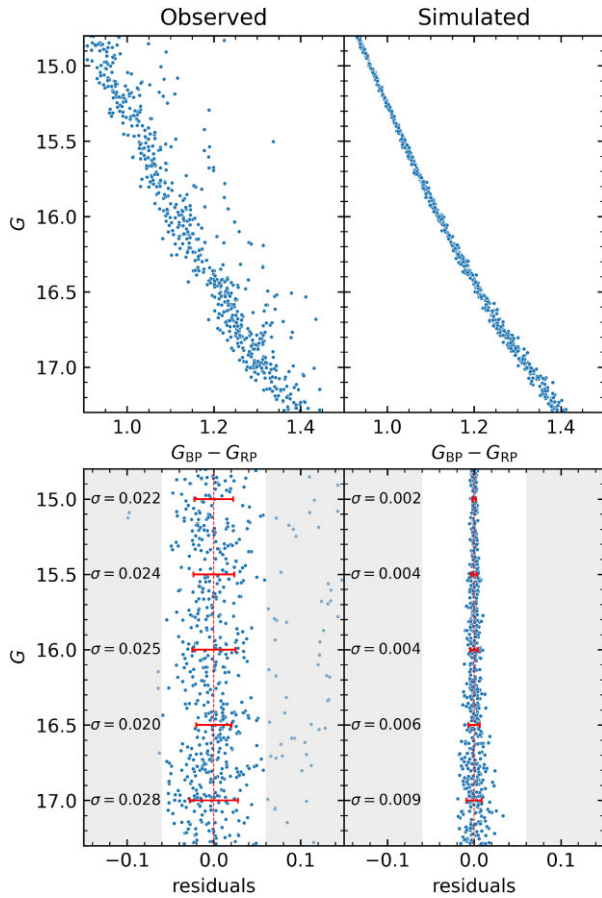 Observed
Simulated
15.0
15.5
16.0
16.5
17.0
G
1.0
1.2
1.4
1.0
1.2
1.4
G_BP − G_RP
G_BP − G_RP
15.0
15.5
16.0
16.5
17.0
G
σ = 0.022
σ = 0.024
σ = 0.025
σ = 0.020
σ = 0.028
σ = 0.002
σ = 0.004
σ = 0.004
σ = 0.006
σ = 0.009
−0.1
0.0
0.1
−0.1
0.0
0.1
residuals
residuals